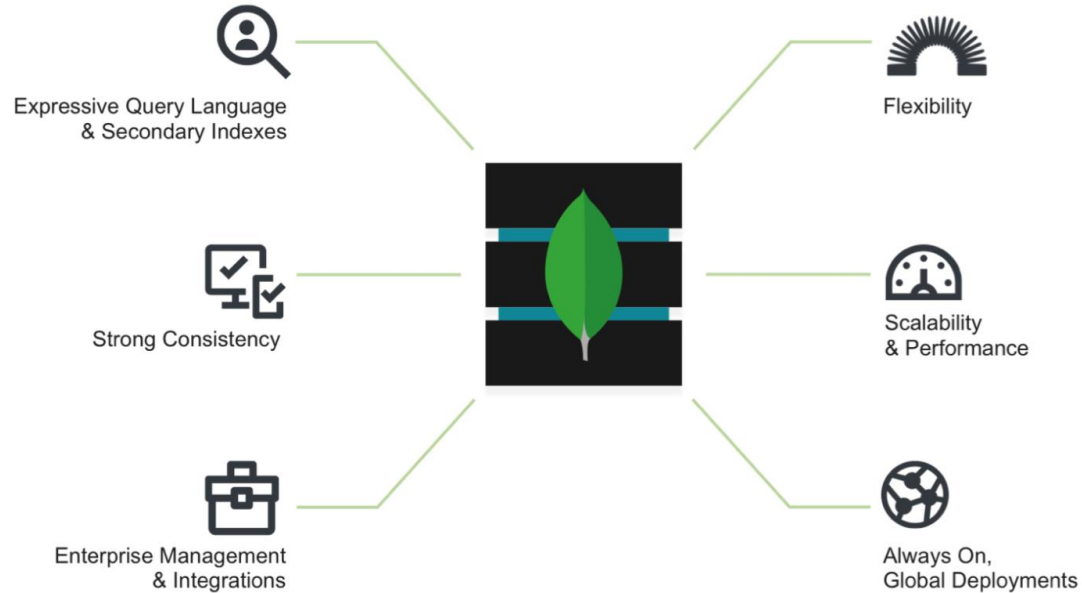 Expressive Query Language
& Secondary Indexes
Flexibility
Strong Consistency
Scalability
& Performance
Enterprise Management
& Integrations
Always On,
Global Deployments